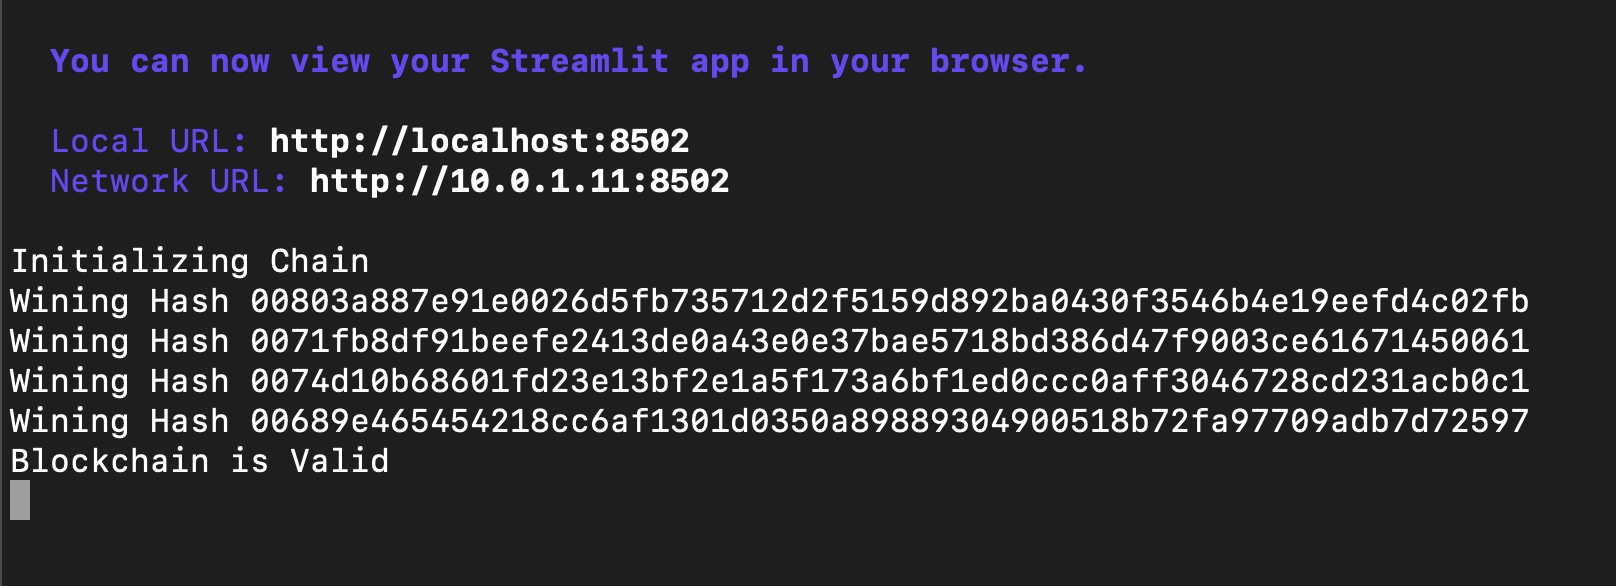 You can now view your Streamlit app in your browser.
Local URL: http://localhost:8502
Network URL: http://10.0.1.11:8502
Initializing Chain
Wining Hash 00803a887e91e0026d5fb735712d2f5159d892ba0430f3546b4e19eefd4c02fb
Wining Hash 0071fb8df91beefe2413de0a43e0e37bae5718bd386d47f9003ce61671450061
Wining Hash 0074d10b68601fd23e13bf2e1a5f173a6bf1ed0ccc0aff3046728cd231acb0c1
Wining Hash 00689e465454218cc6af1301d0350a89889304900518b72fa97709adb7d72597
Blockchain is Valid